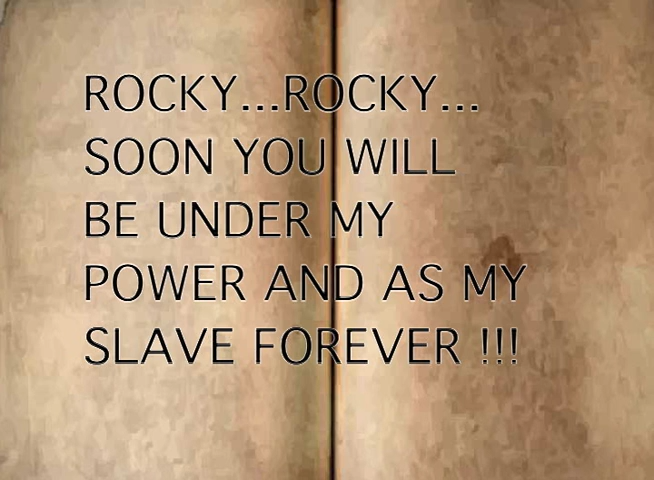 ROCKY...ROCKY...
SOON YOU WILL
BE UNDER MY
POWER AND AS MY
SLAVE FOREVER !!!